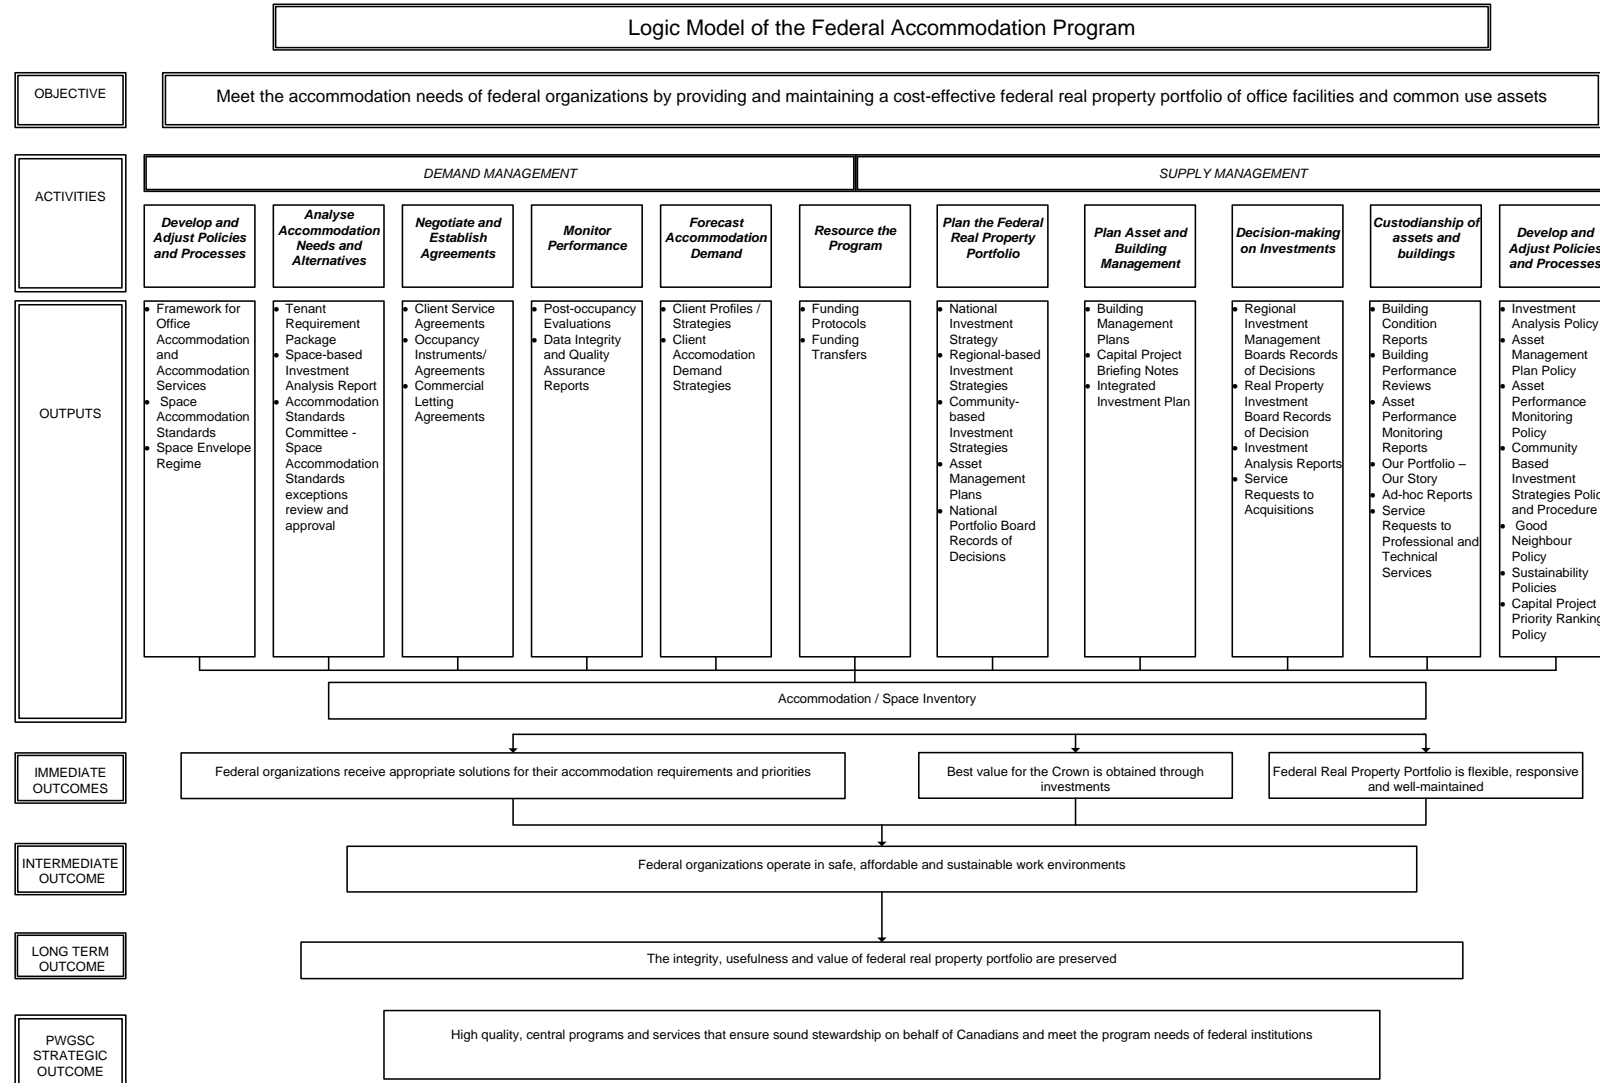 Logic Model of the Federal Accommodation Program
OBJECTIVE
Meet the accommodation needs of federal organizations by providing and maintaining a cost-effective federal real property portfolio of office facilities and common use assets
ACTIVITIES
DEMAND MANAGEMENT
SUPPLY MANAGEMENT
Develop and
Adjust Policies
and Processes
Analyse
Accommodation
Needs and
Alternatives
Negotiate and
Establish
Agreements
Monitor
Performance
Forecast
Accommodation
Demand
Resource the
Program
Plan the Federal
Real Property
Portfolio
Plan Asset and
Building
Management
Decision-making
on Investments
Custodianship of
assets and
buildings
Develop and
Adjust Policies
and Processes
OUTPUTS
• Framework for
Office
Accommodation
and
Accommodation
Services
• Space
Accommodation
Standards
• Space Envelope
Regime
• Tenant
Requirement
Package
• Space-based
Investment
Analysis Report
• Accommodation
Standards
Committee -
Space
Accommodation
Standards
exceptions
review and
approval
• Client Service
Agreements
• Occupancy
Instruments/
Agreements
• Commercial
Letting
Agreements
• Post-occupancy
Evaluations
• Data Integrity
and Quality
Assurance
Reports
• Client Profiles /
Strategies
• Client
Accomodation
Demand
Strategies
• Funding
Protocols
• Funding
Transfers
• National
Investment
Strategy
• Regional-based
Investment
Strategies
• Community-
based
Investment
Strategies
• Asset
Management
Plans
• National
Portfolio Board
Records of
Decisions
• Building
Management
Plans
• Capital Project
Briefing Notes
• Integrated
Investment Plan
• Regional
Investment
Management
Boards Records
of Decisions
• Real Property
Investment
Board Records
of Decision
• Investment
Analysis Reports
• Service
Requests to
Acquisitions
• Building
Condition
Reports
• Building
Performance
Reviews
• Asset
Performance
Monitoring
Reports
• Our Portfolio –
Our Story
• Ad-hoc Reports
• Service
Requests to
Professional and
Technical
Services
• Investment
Analysis Policy
• Asset
Management
Plan Policy
• Asset
Performance
Monitoring
Policy
• Community
Based
Investment
Strategies Polic
and Procedure
• Good
Neighbour
Policy
• Sustainability
Policies
• Capital Project
Priority Ranking
Policy
Accommodation / Space Inventory
IMMEDIATE
OUTCOMES
Federal organizations receive appropriate solutions for their accommodation requirements and priorities
Best value for the Crown is obtained through
investments
Federal Real Property Portfolio is flexible, responsive
and well-maintained
INTERMEDIATE
OUTCOME
Federal organizations operate in safe, affordable and sustainable work environments
LONG TERM
OUTCOME
The integrity, usefulness and value of federal real property portfolio are preserved
PWGSC
STRATEGIC
OUTCOME
High quality, central programs and services that ensure sound stewardship on behalf of Canadians and meet the program needs of federal institutions